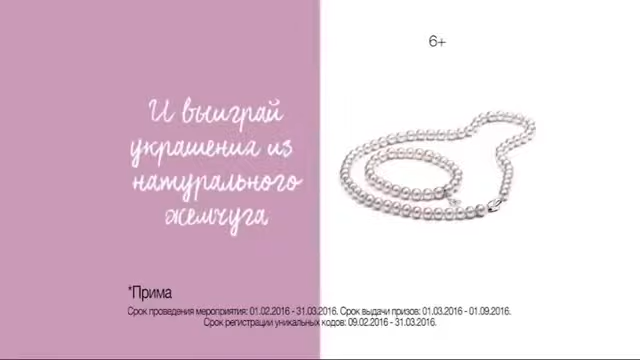 6+
И выиграй
украшения из
натурального
жемчуга
*Прима
Срок проведения мероприятия: 01.02.2016 - 31.03.2016. Срок выдачи призов: 01.03.2016 - 01.09.2016.
Срок регистрации уникальных кодов: 09.02.2016 - 31.03.2016.